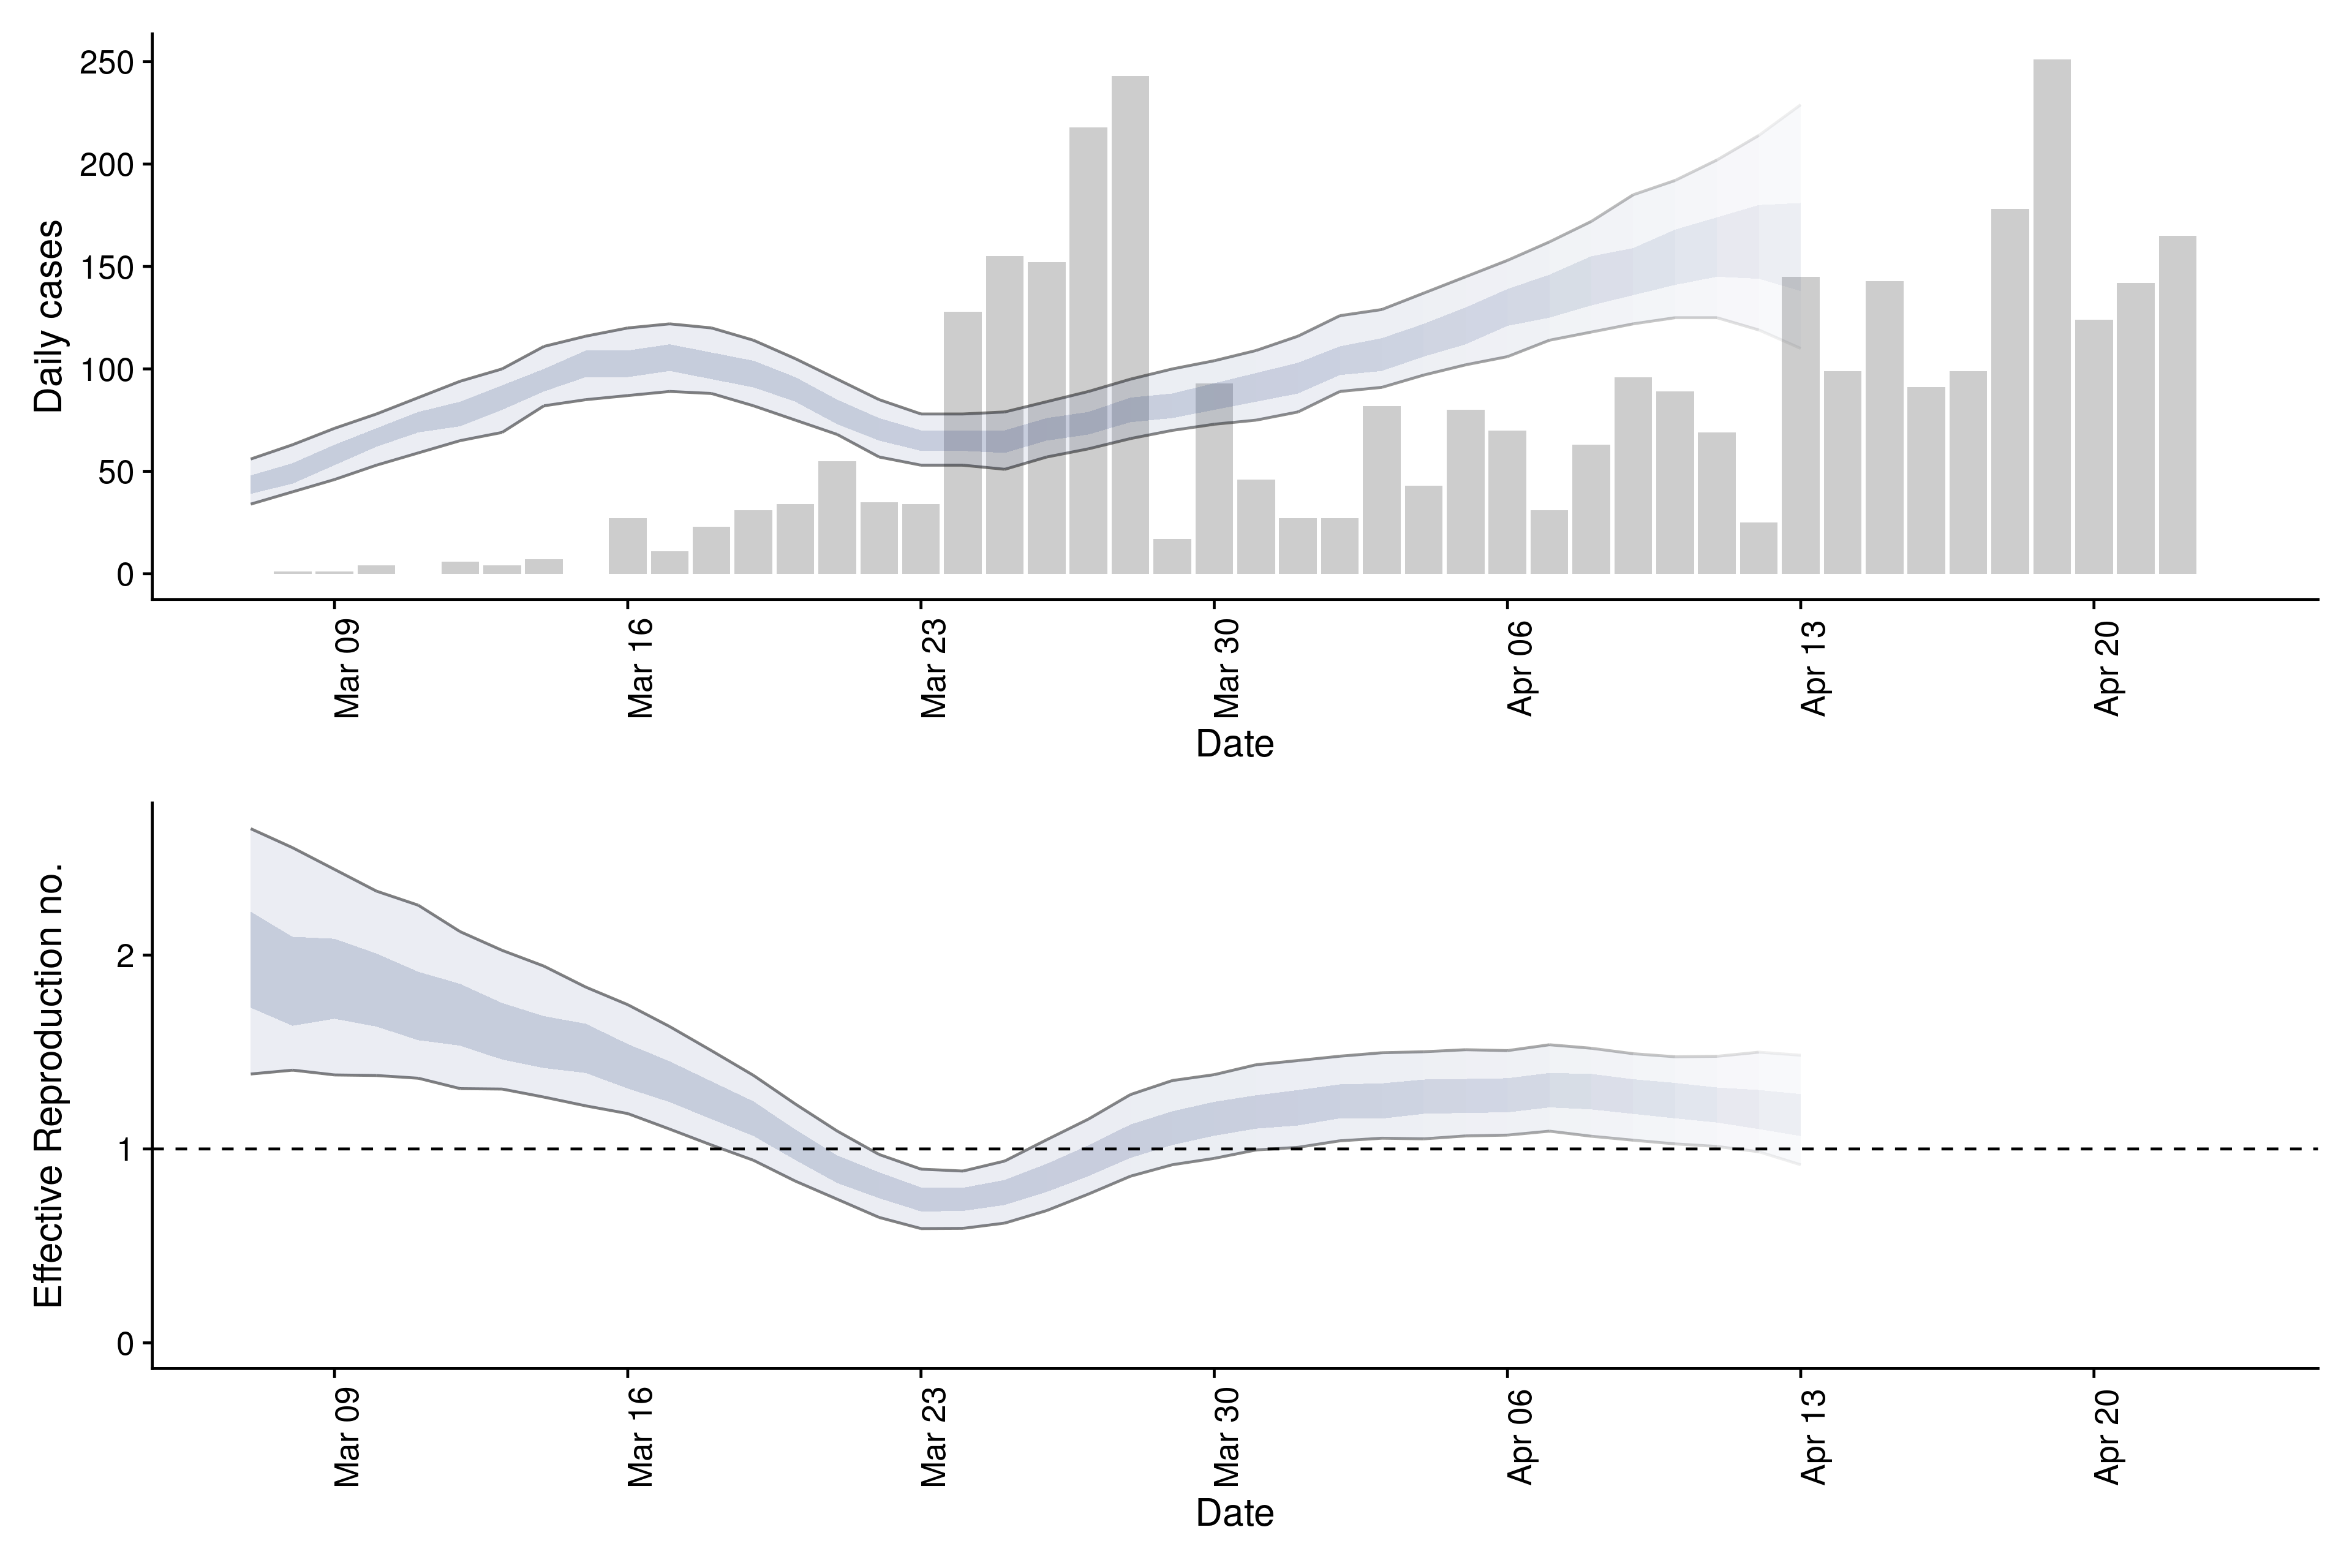 Daily cases
250
200
150
100
50
0
Mar 09
Mar 16
Mar 23
Mar 30
Apr 06
Apr 13
Apr 20
Date
Effective Reproduction no.
2
1
0
Mar 09
Mar 16
Mar 23
Mar 30
Apr 06
Apr 13
Apr 20
Date